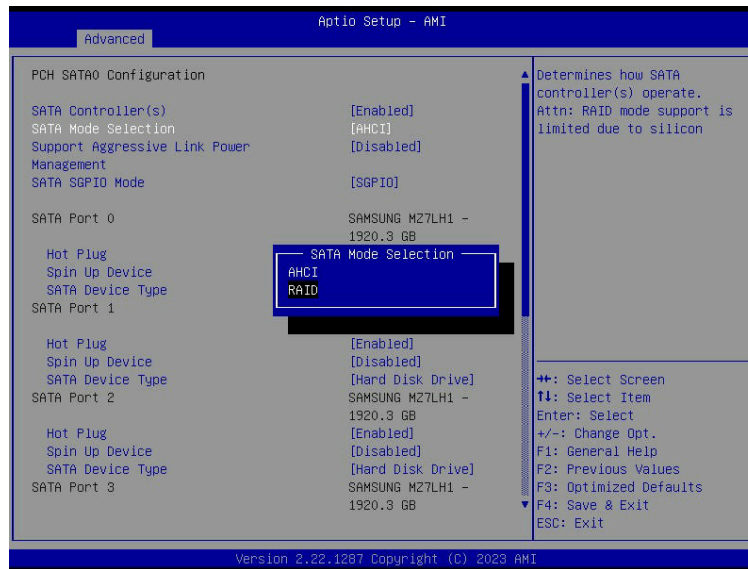 Aptio Setup – AMI
Advanced
PCH SATA0 Configuration
SATA Controller(s) [Enabled]
SATA Mode Selection [AHCI]
Support Aggressive Link Power [Disabled]
Management
SATA SGPIO Mode [SGPIO]
SATA Port 0 SAMSUNG MZ7LH1 –
1920.3 GB
Hot Plug
Spin Up Device
SATA Device Type
SATA Port 1
SATA Mode Selection
AHCI
RAID
Hot Plug [Enabled]
Spin Up Device [Disabled]
SATA Device Type [Hard Disk Drive]
SATA Port 2 SAMSUNG MZ7LH1 –
1920.3 GB
Hot Plug [Enabled]
Spin Up Device [Disabled]
SATA Device Type [Hard Disk Drive]
SATA Port 3 SAMSUNG MZ7LH1 –
1920.3 GB
Determines how SATA
controller(s) operate.
Attn: RAID mode support is
limited due to silicon
→←: Select Screen
↑↓: Select Item
Enter: Select
+/-: Change Opt.
F1: General Help
F2: Previous Values
F3: Optimized Defaults
F4: Save & Exit
ESC: Exit
Version 2.22.1287 Copyright (C) 2023 AMI